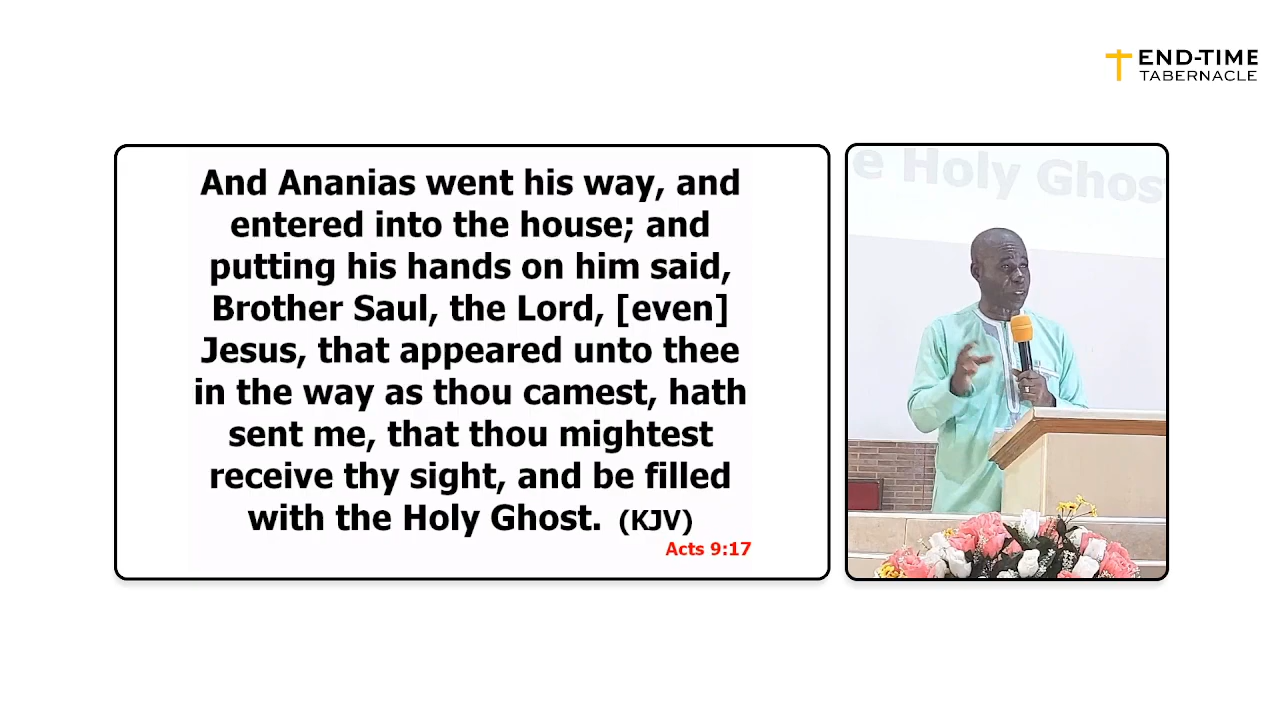 END-TIME
TABERNACLE
And Ananias went his way, and
entered into the house; and
putting his hands on him said,
Brother Saul, the Lord, [even]
Jesus, that appeared unto thee
in the way as thou camest, hath
sent me, that thou mightest
receive thy sight, and be filled
with the Holy Ghost. (KJV)
Acts 9:17
e Holy Ghos